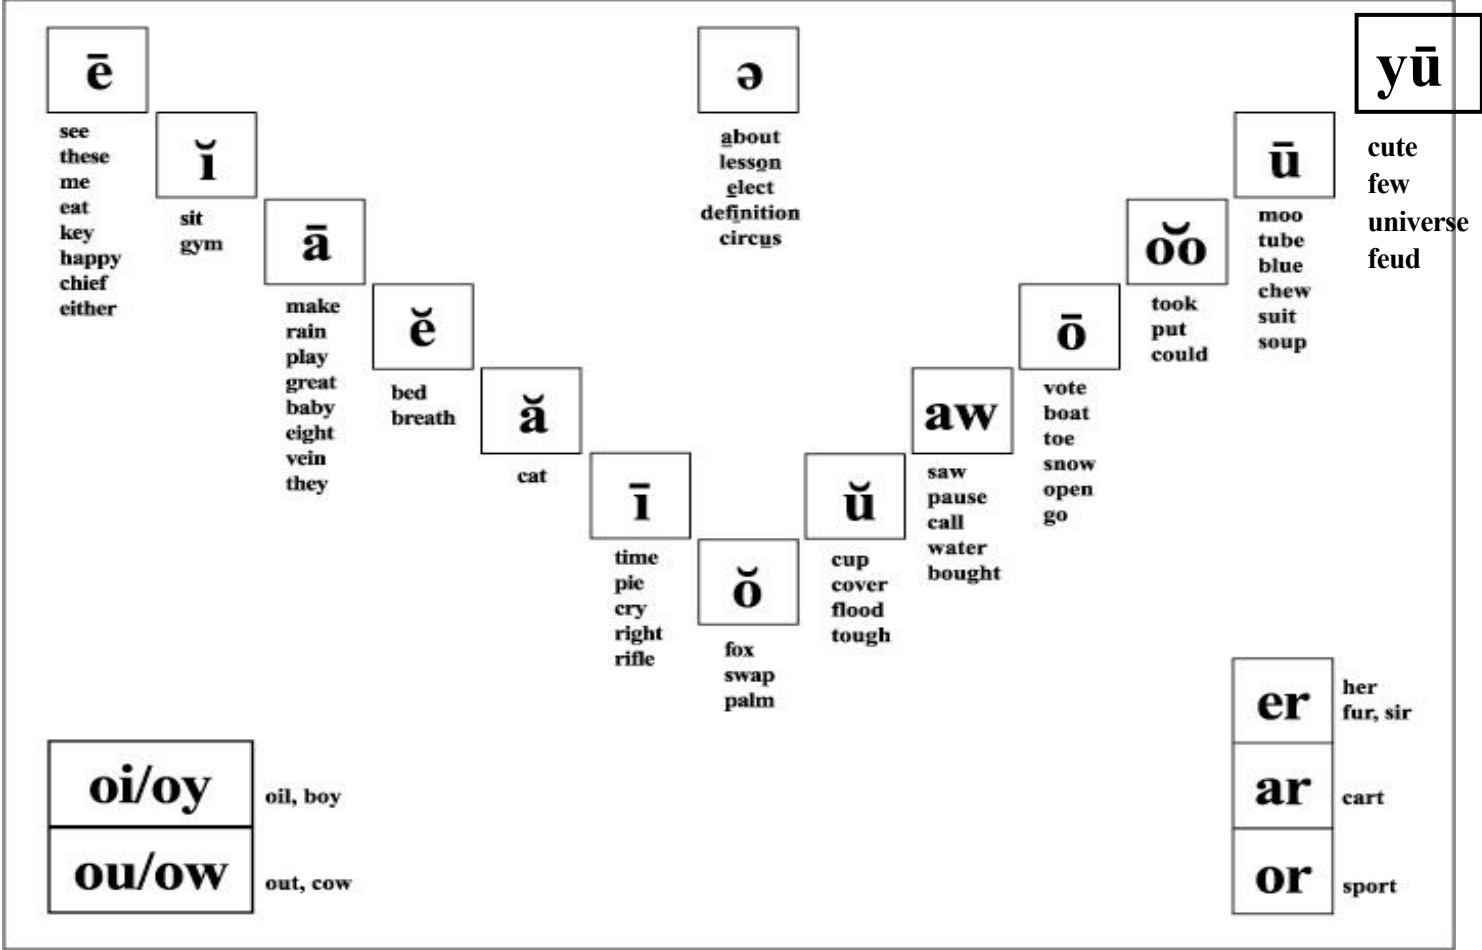 ē
see
these
me
eat
key
happy
chief
either
ĭ
sit
gym
ā
make
rain
play
great
baby
eight
vein
they
ĕ
bed
breath
ă
cat
ī
time
pie
cry
right
rifle
ŏ
fox
swap
palm
ŭ
cup
cover
flood
tough
aw
saw
pause
call
water
bought
ō
vote
boat
toe
snow
open
go
o͝o
took
put
could
ū
moo
tube
blue
chew
suit
soup
yū
cute
few
universe
feud
ə
about
lesson
elect
definition
circus
oi/oy
oil, boy
ou/ow
out, cow
er
her
fur, sir
ar
cart
or
sport